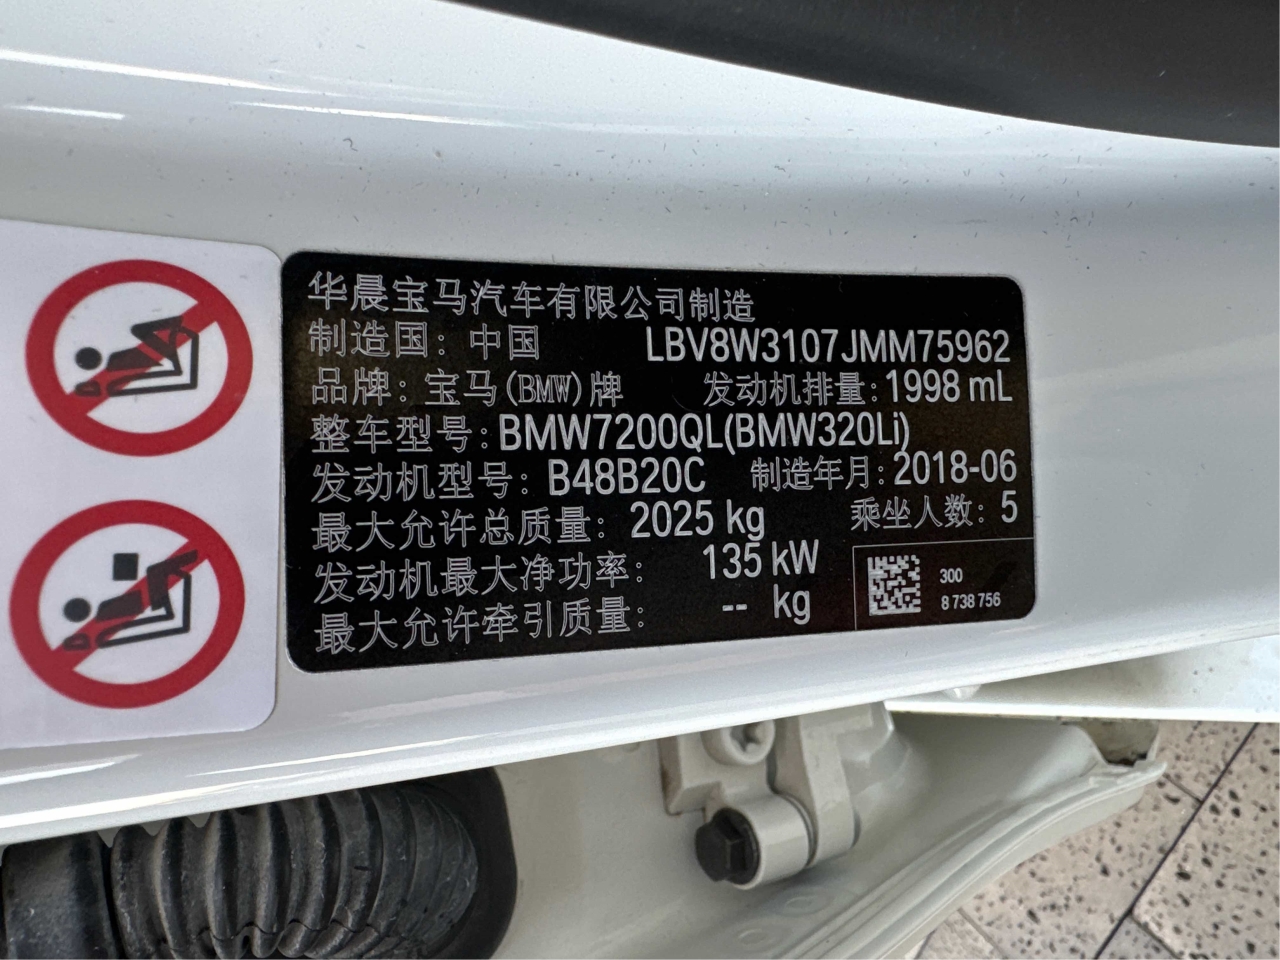 华晨宝马汽车有限公司制造
制造国: 中国 LBV8W3107JMM75962
品牌: 宝马(BMW)牌 发动机排量: 1998 mL
整车型号: BMW7200QL(BMW320Li)
发动机型号: B48B20C 制造年月: 2018-06
最大允许总质量: 2025 kg 乘坐人数: 5
发动机最大净功率: 135 kW
最大允许牵引质量: -- kg
300
8 738 756